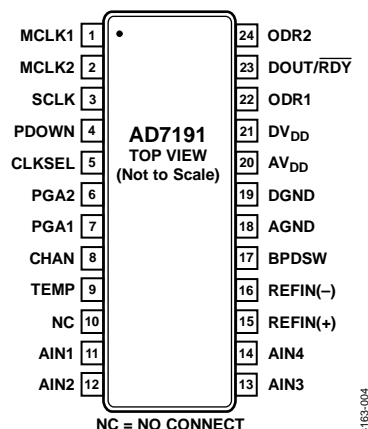 MCLK1 1
MCLK2 2
SCLK 3
PDOWN 4
CLKSEL 5
PGA2 6
PGA1 7
CHAN 8
TEMP 9
NC 10
AIN1 11
AIN2 12
AD7191
TOP VIEW
(Not to Scale)
24 ODR2
23 DOUT/RDY
22 ODR1
21 DVDD
20 AVDD
19 DGND
18 AGND
17 BPDSW
16 REFIN(–)
15 REFIN(+)
14 AIN4
13 AIN3
NC = NO CONNECT
163-004